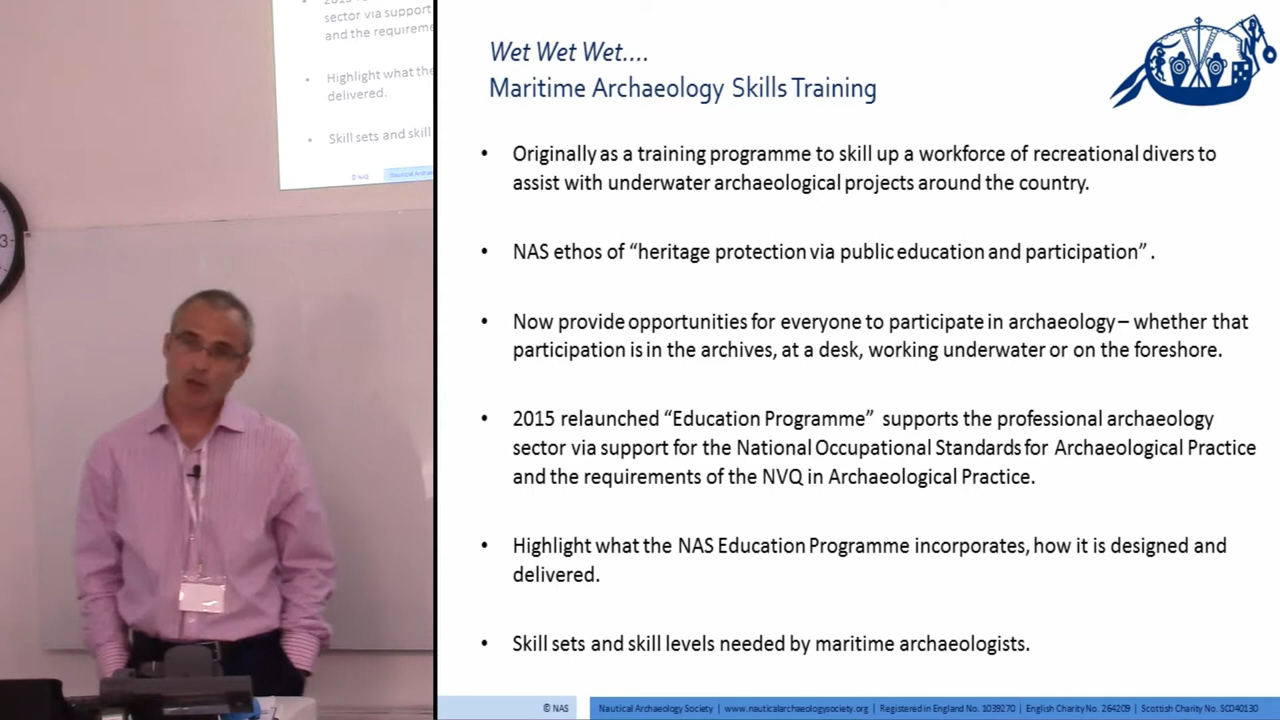 sector via support
and the requireme
• Highlight what the
delivered.
• Skill sets and skill
© NAS
3
Wet Wet Wet....
Maritime Archaeology Skills Training
• Originally as a training programme to skill up a workforce of recreational divers to
assist with underwater archaeological projects around the country.
• NAS ethos of “heritage protection via public education and participation” .
• Now provide opportunities for everyone to participate in archaeology – whether that
participation is in the archives, at a desk, working underwater or on the foreshore.
• 2015 relaunched “Education Programme” supports the professional archaeology
sector via support for the National Occupational Standards for Archaeological Practice
and the requirements of the NVQ in Archaeological Practice.
• Highlight what the NAS Education Programme incorporates, how it is designed and
delivered.
• Skill sets and skill levels needed by maritime archaeologists.
© NAS
Nautical Archaeology Society | www.nauticalarchaeologysociety.org | Registered in England No. 1039270 | English Charity No. 264209 | Scottish Charity No. SC040130